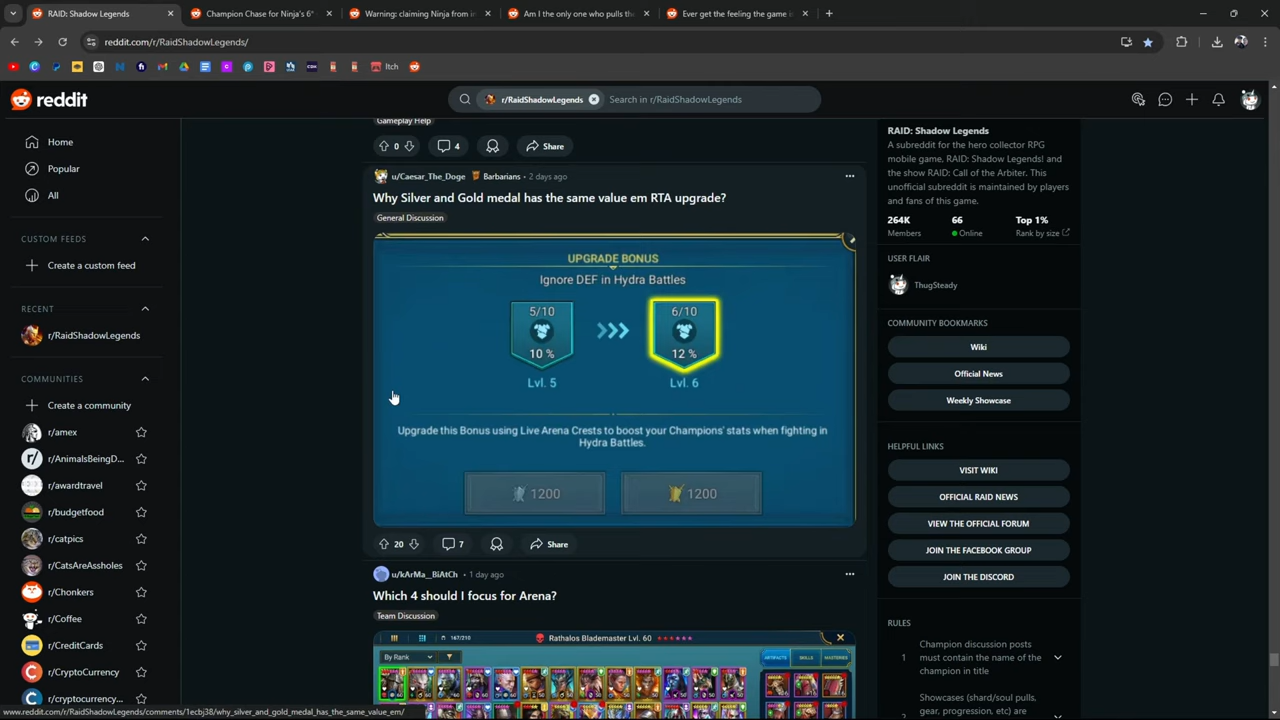 RAID: Shadow Legends
Champion Chase for Ninja's 6*
Warning: claiming Ninja from in
Am I the only one who pulls the
Ever get the feeling the game is
reddit.com/r/RaidShadowLegends/
Itch
reddit
r/RaidShadowLegends
Search in r/RaidShadowLegends
Home
Popular
All
CUSTOM FEEDS
Create a custom feed
RECENT
r/RaidShadowLegends
COMMUNITIES
Create a community
r/amex
r/AnimalsBeingD...
r/awardtravel
r/budgetfood
r/catpics
r/CatsAreAssholes
r/Chonkers
r/Coffee
r/CreditCards
r/CryptoCurrency
r/cryptocurrency...
www.reddit.com/r/RaidShadowLegends/comments/1ecbj38/why_silver_and_gold_medal_has_the_same_value_em/
Gameplay Help
0 4 Share
u/Caesar_The_Doge Barbarians • 2 days ago
Why Silver and Gold medal has the same value em RTA upgrade?
General Discussion
UPGRADE BONUS
Ignore DEF in Hydra Battles
5/10 6/10
10 % 12 %
Lvl. 5 Lvl. 6
Upgrade this Bonus using Live Arena Crests to boost your Champions' stats when fighting in
Hydra Battles.
1200 1200
20 7 Share
u/kArMa__BiAtCh • 1 day ago
Which 4 should I focus for Arena?
Team Discussion
167/210 Rathalos Blademaster Lvl. 60
By Rank
ARTIFACTS SKILLS MASTERIES
RAID: Shadow Legends
A subreddit for the hero collector RPG
mobile game, RAID: Shadow Legends! and
the show RAID: Call of the Arbiter. This
unofficial subreddit is maintained by players
and fans of this game.
264K 66 Top 1%
Members Online Rank by size
USER FLAIR
ThugSteady
COMMUNITY BOOKMARKS
Wiki
Official News
Weekly Showcase
HELPFUL LINKS
VISIT WIKI
OFFICIAL RAID NEWS
VIEW THE OFFICIAL FORUM
JOIN THE FACEBOOK GROUP
JOIN THE DISCORD
RULES
1 Champion discussion posts
must contain the name of the
champion in title
Showcases (shard/soul pulls,
2 gear, progression, etc) are